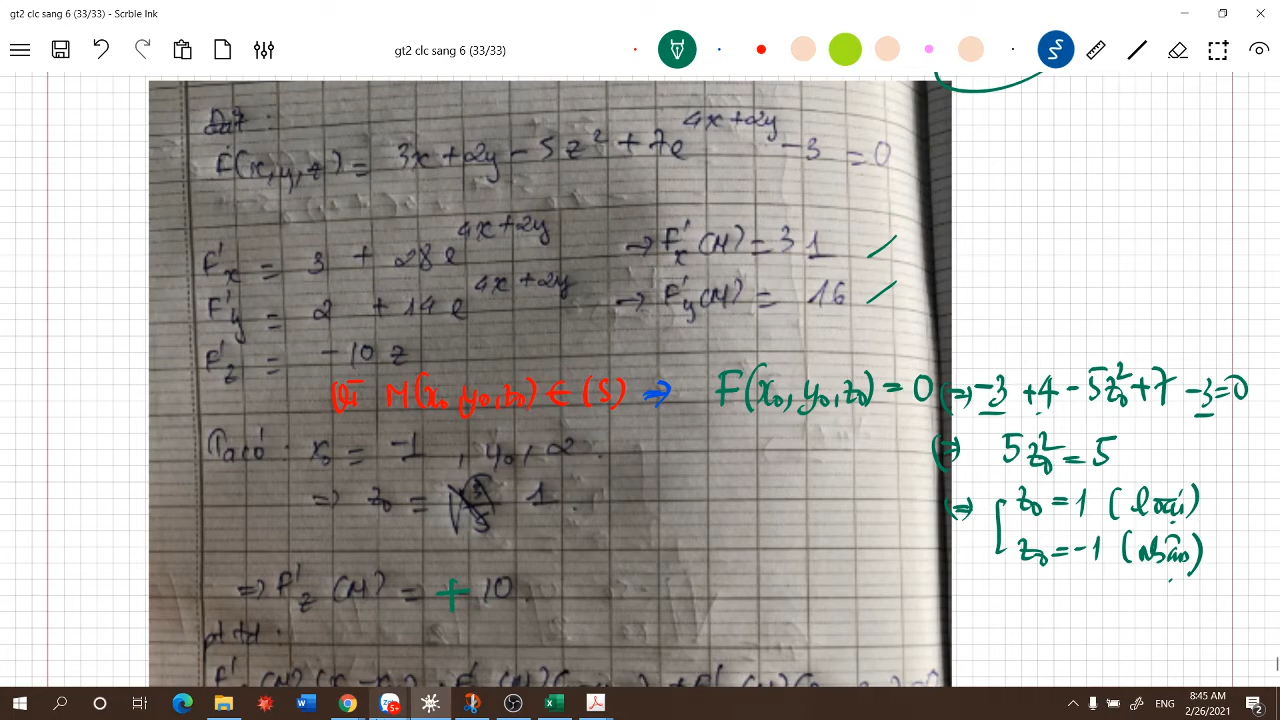 gt2 clc sang 6 (33/33) - Scrble Ink
gt2 clc sang 6 (33/33)
Đặt :
F(x,y,z) = 3x+2y-5z²+7e^{4x+2y} -3 =0
F'x = 3 + 28e^{4x+2y} → F'x(M) = 31
F'y = 2 + 14e^{4x+2y} → F'y(M) = 16
F'z = -10z
Vì M(x₀,y₀,z₀) ∈ (S) ⇒ F(x₀,y₀,z₀) = 0 (=) -3 +4 -5z₀²+7 -3=0
Ta có : x₀ = -1 , y₀ , 2 .
(=) 5z₀² = 5
⇒ z₀ = 1 .
(=) [ z₀ = 1 (loại)
z₀ = -1 (nhận)
⇒ F'z (M) = + 10 .
pt td :
ENG
8:45 AM
2/26/2021